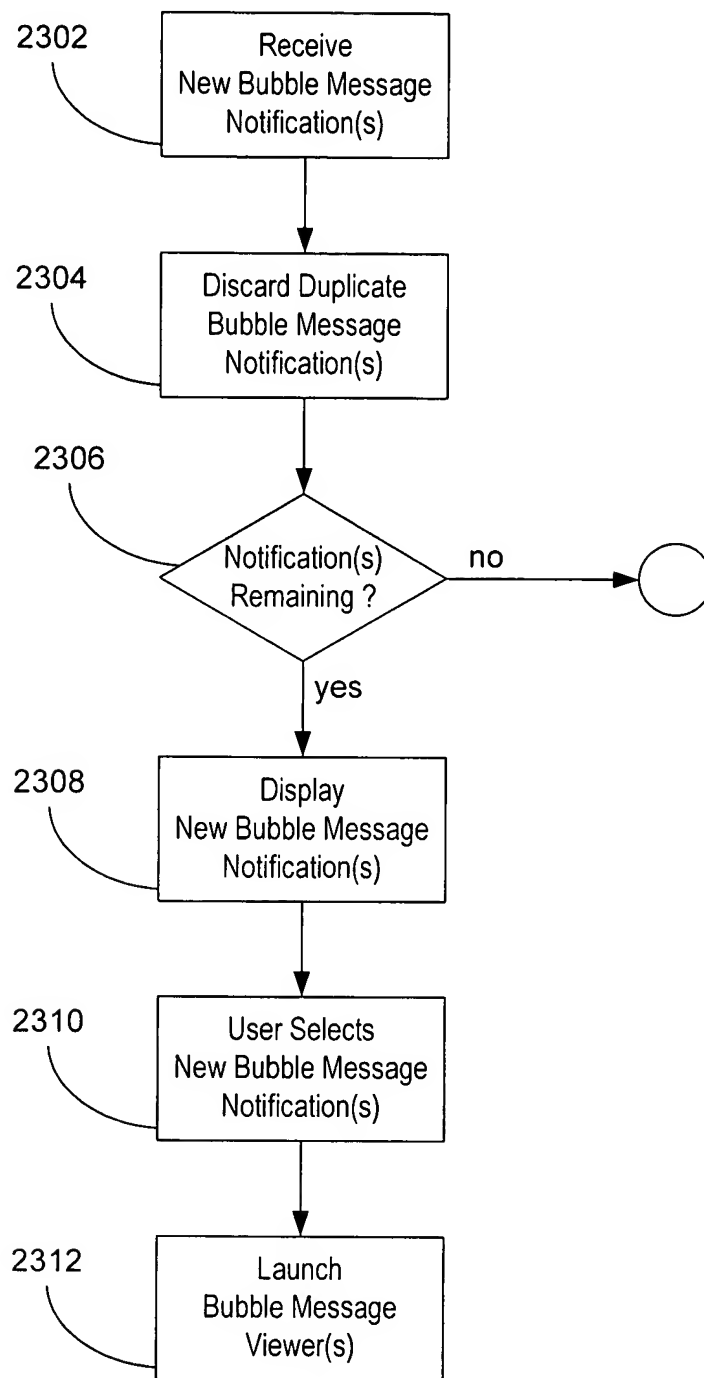 2302
Receive
New Bubble Message
Notification(s)
2304
Discard Duplicate
Bubble Message
Notification(s)
2306
Notification(s)
Remaining ?
no
yes
2308
Display
New Bubble Message
Notification(s)
2310
User Selects
New Bubble Message
Notification(s)
2312
Launch
Bubble Message
Viewer(s)